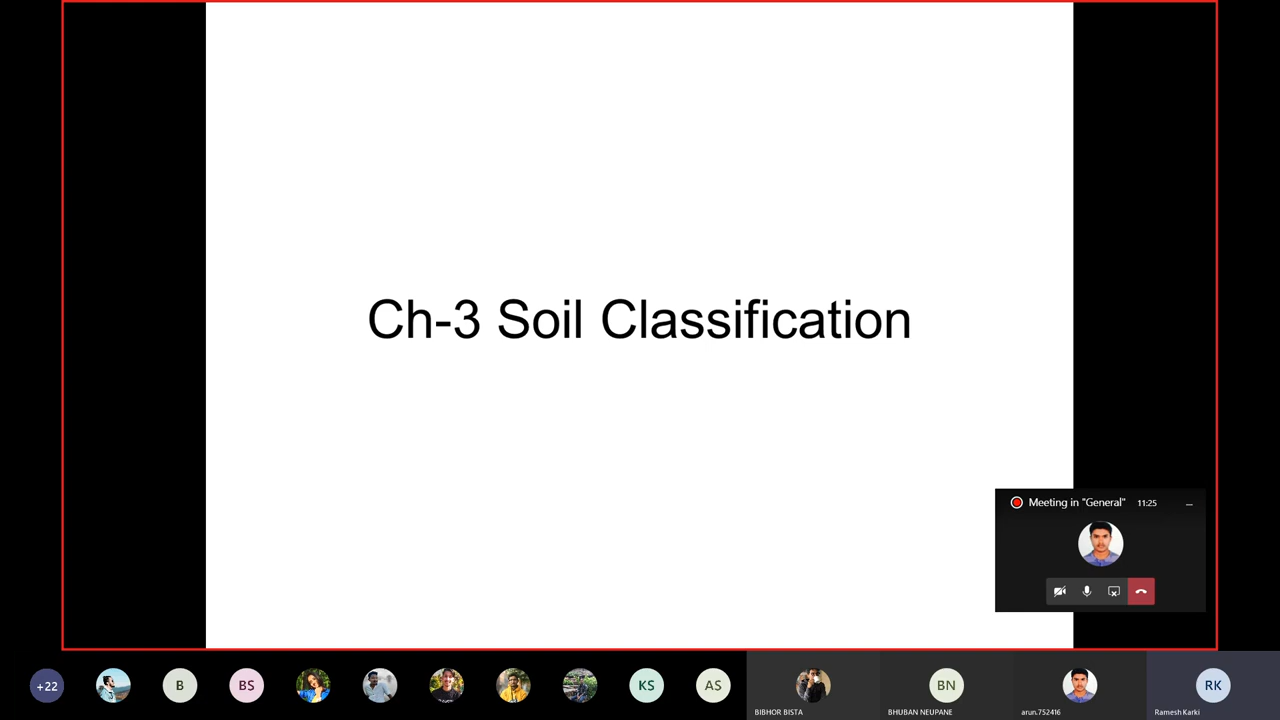 Ch-3 Soil Classification
Meeting in "General" 11:25 ...
+22
B
BS
KS
AS
BIBHOR BISTA
BN
BHUBAN NEUPANE
arun.752416
RK
Ramesh Karki